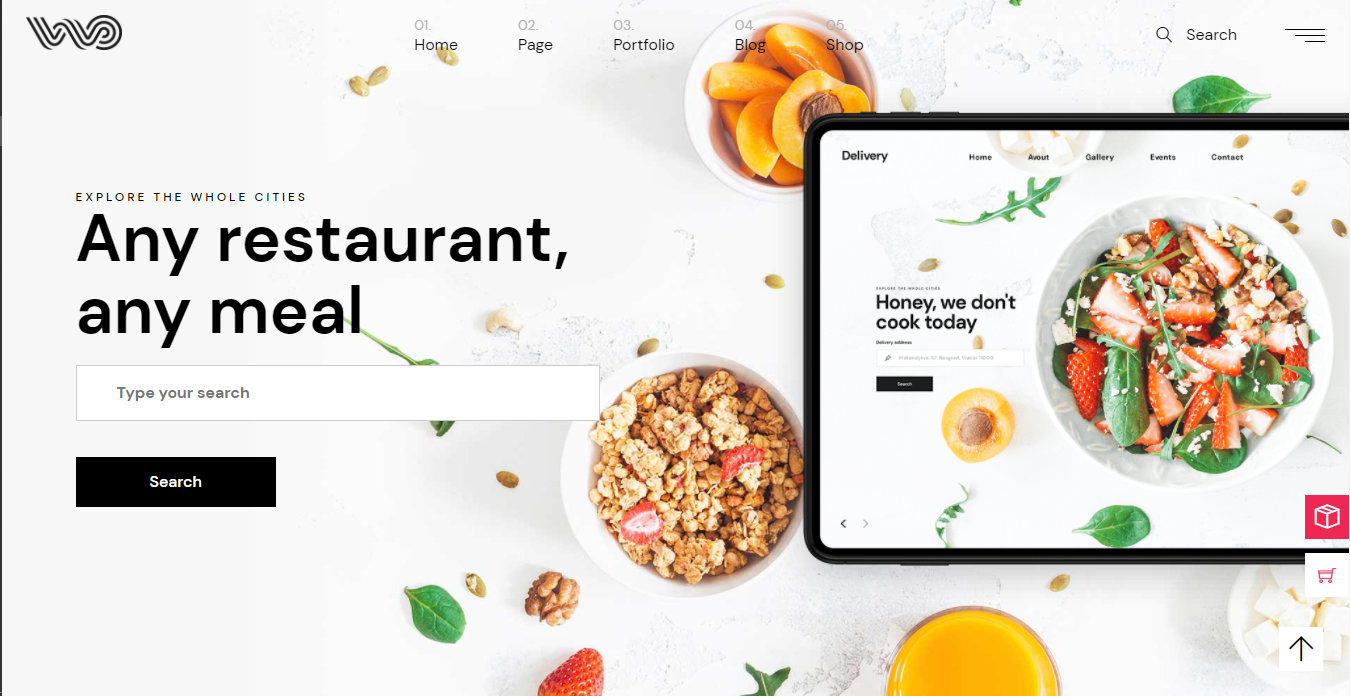 01.
Home
02.
Page
03.
Portfolio
04.
Blog
05.
Shop
Search
EXPLORE THE WHOLE CITIES
Any restaurant,
any meal
Type your search
Search
Delivery
Home
Avout
Gallery
Events
Contact
EXPLORE THE WHOLE CITIES
Honey, we don't
cook today
Delivery address
Search